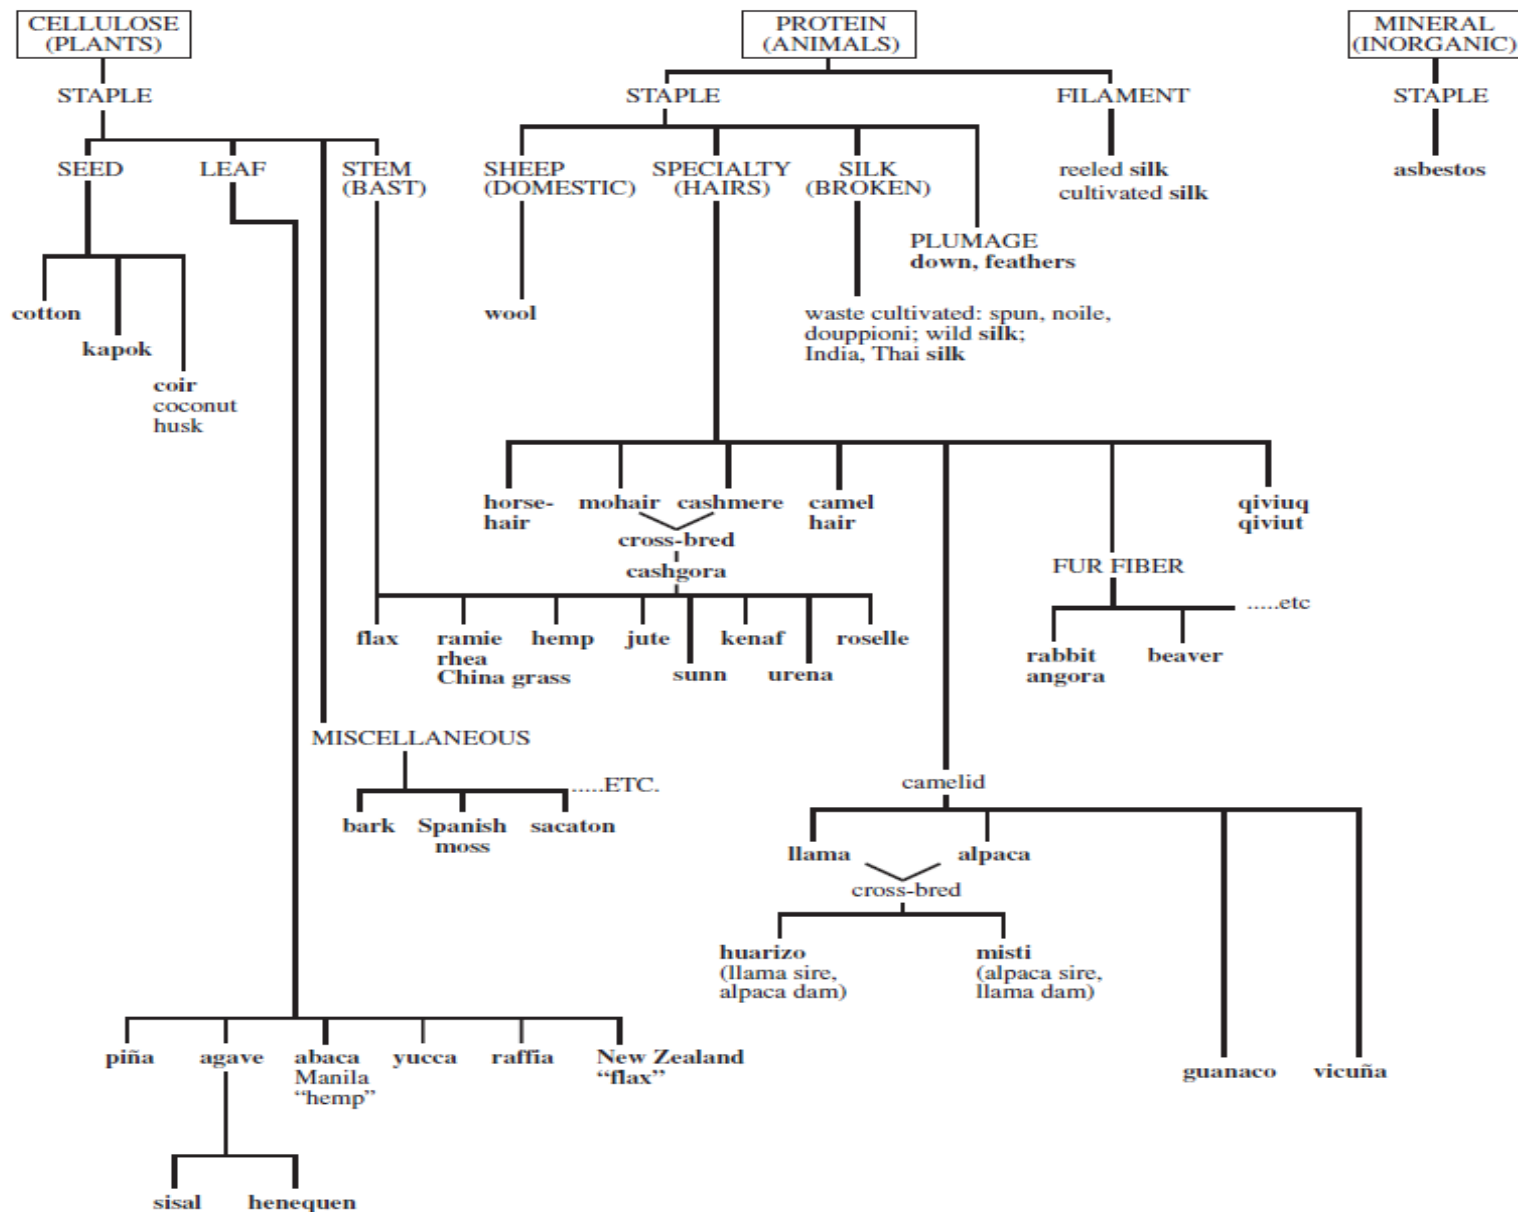 CELLULOSE
(PLANTS)
PROTEIN
(ANIMALS)
MINERAL
(INORGANIC)
STAPLE
STAPLE
FILAMENT
STAPLE
SEED
LEAF
STEM
(BAST)
SHEEP
(DOMESTIC)
SPECIALTY
(HAIRS)
SILK
(BROKEN)
reeled silk
cultivated silk
asbestos
PLUMAGE
down, feathers
cotton
kapok
coir
coconut
husk
wool
waste cultivated: spun, noile,
douppioni; wild silk;
India, Thai silk
horse-
hair
mohair
cashmere
camel
hair
qiviuq
qiviut
cross-bred
cashgora
FUR FIBER
.....etc
rabbit
angora
beaver
flax
ramie
rhea
China grass
hemp
jute
sunn
kenaf
urena
roselle
MISCELLANEOUS
.....ETC.
bark
Spanish
moss
sacaton
camelid
llama
alpaca
cross-bred
huarizo
(llama sire,
alpaca dam)
misti
(alpaca sire,
llama dam)
guanaco
vicuña
piña
agave
abaca
Manila
“hemp”
yucca
raffia
New Zealand
“flax”
sisal
henequen